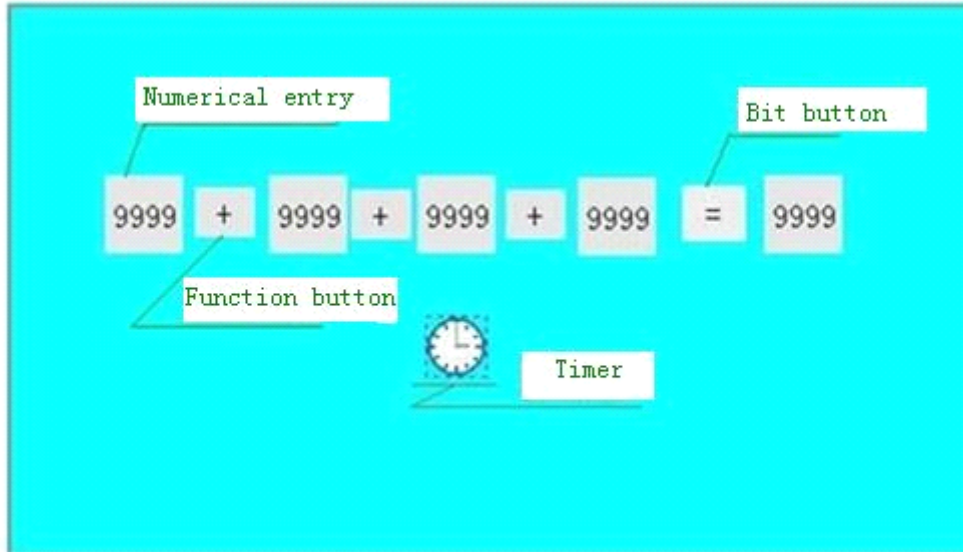 Numerical entry
Bit button
9999 + 9999 + 9999 + 9999 = 9999
Function button
Timer